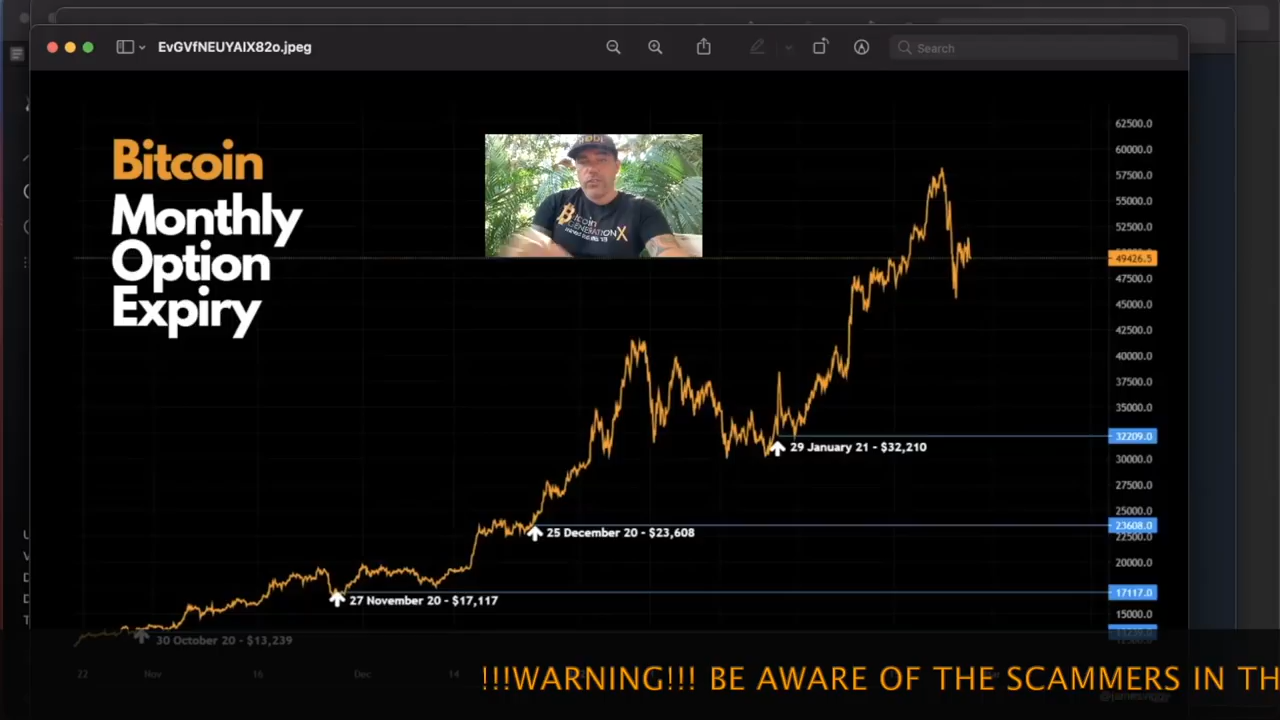 EvGVfNEUYAIX82o.jpeg
Search
Bitcoin
Monthly
Option
Expiry
62500.0
60000.0
57500.0
55000.0
52500.0
49426.5
47500.0
45000.0
42500.0
40000.0
37500.0
35000.0
32209.0
30000.0
27500.0
25000.0
23608.0
22500.0
20000.0
17117.0
15000.0
29 January 21 - $32,210
25 December 20 - $23,608
27 November 20 - $17,117
30 October 20 - $13,239
22 Nov 16 Dec 14
!!!WARNING!!! BE AWARE OF THE SCAMMERS IN TH